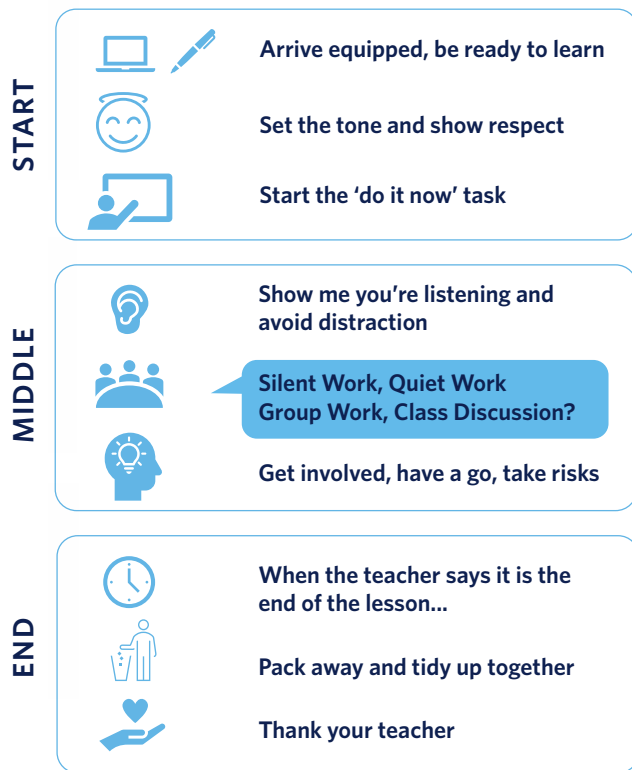 START
Arrive equipped, be ready to learn
Set the tone and show respect
Start the ‘do it now’ task
MIDDLE
Show me you’re listening and
avoid distraction
Silent Work, Quiet Work
Group Work, Class Discussion?
Get involved, have a go, take risks
END
When the teacher says it is the
end of the lesson...
Pack away and tidy up together
Thank your teacher